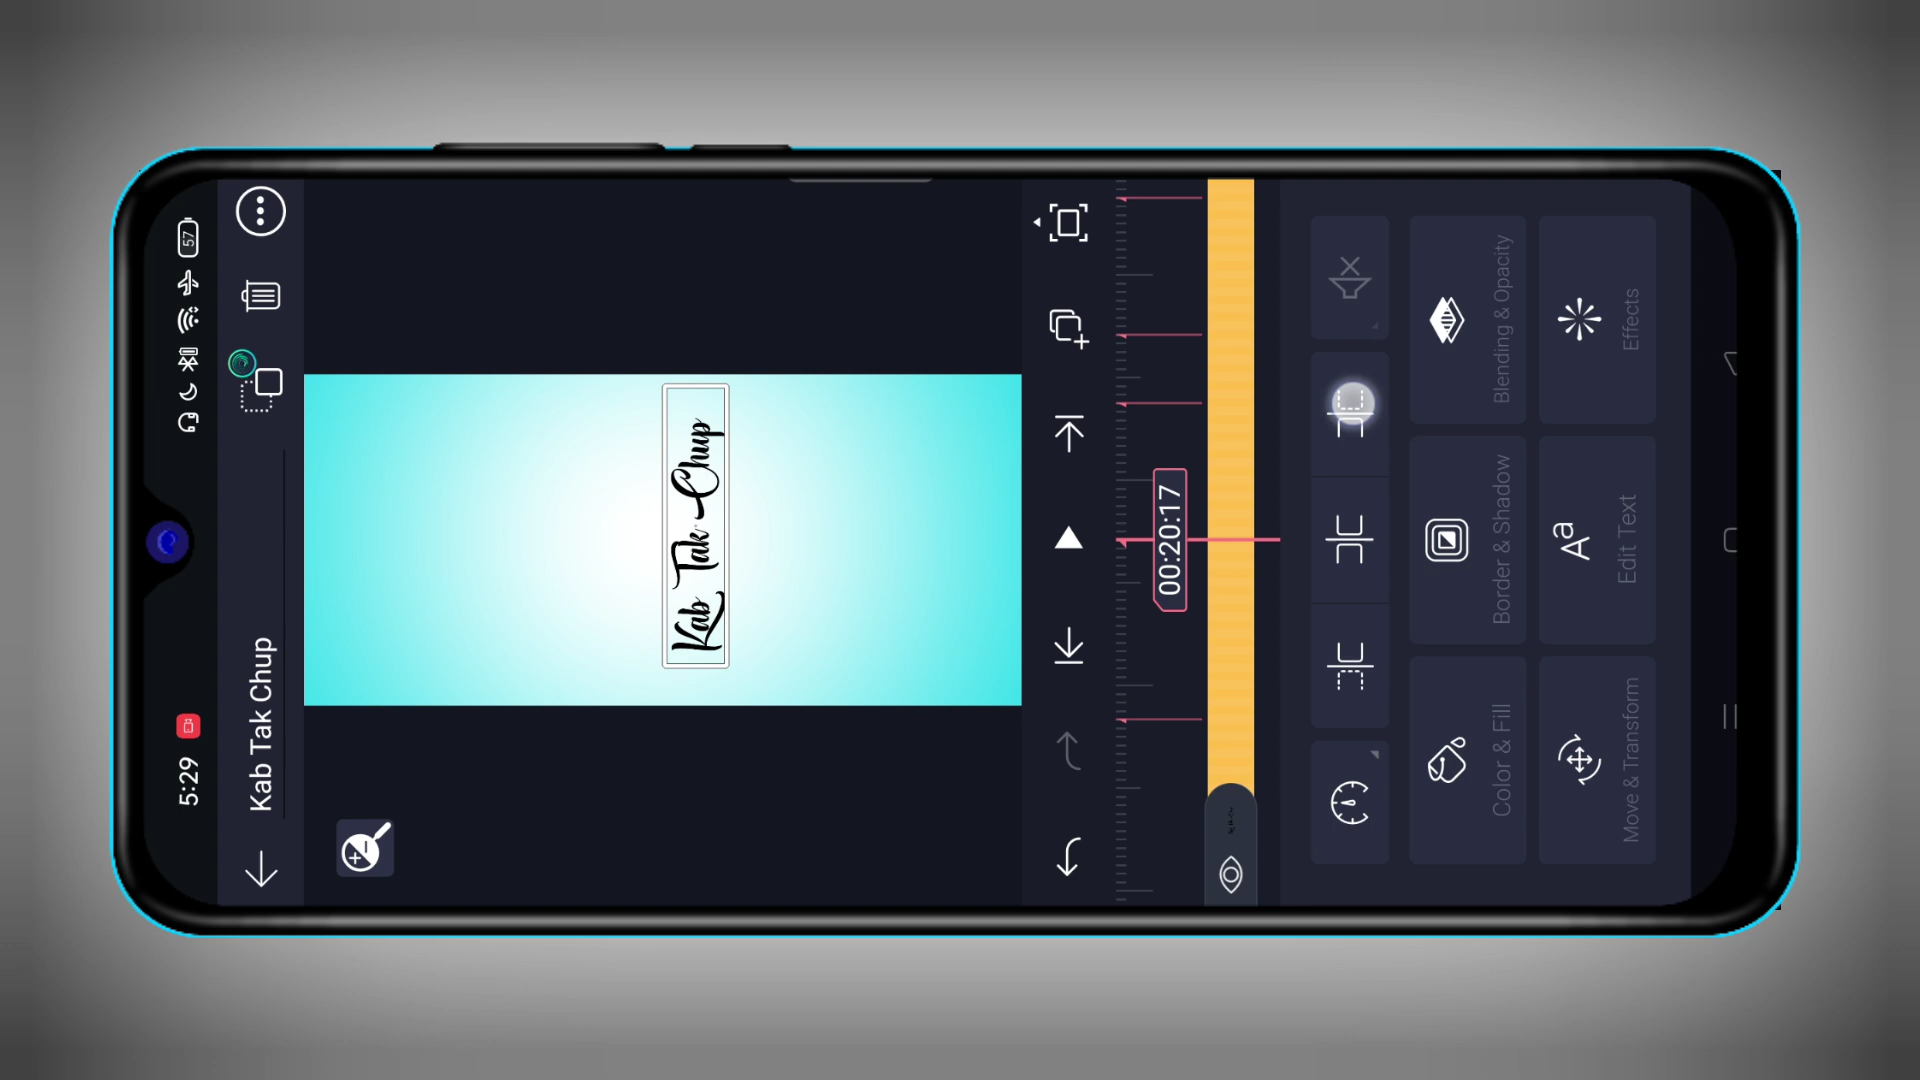 5:29
57
Kab Tak Chup
Kab Tak Chup
00:20:17
Color & Fill
Border & Shadow
Blending & Opacity
Move & Transform
Edit Text
Effects